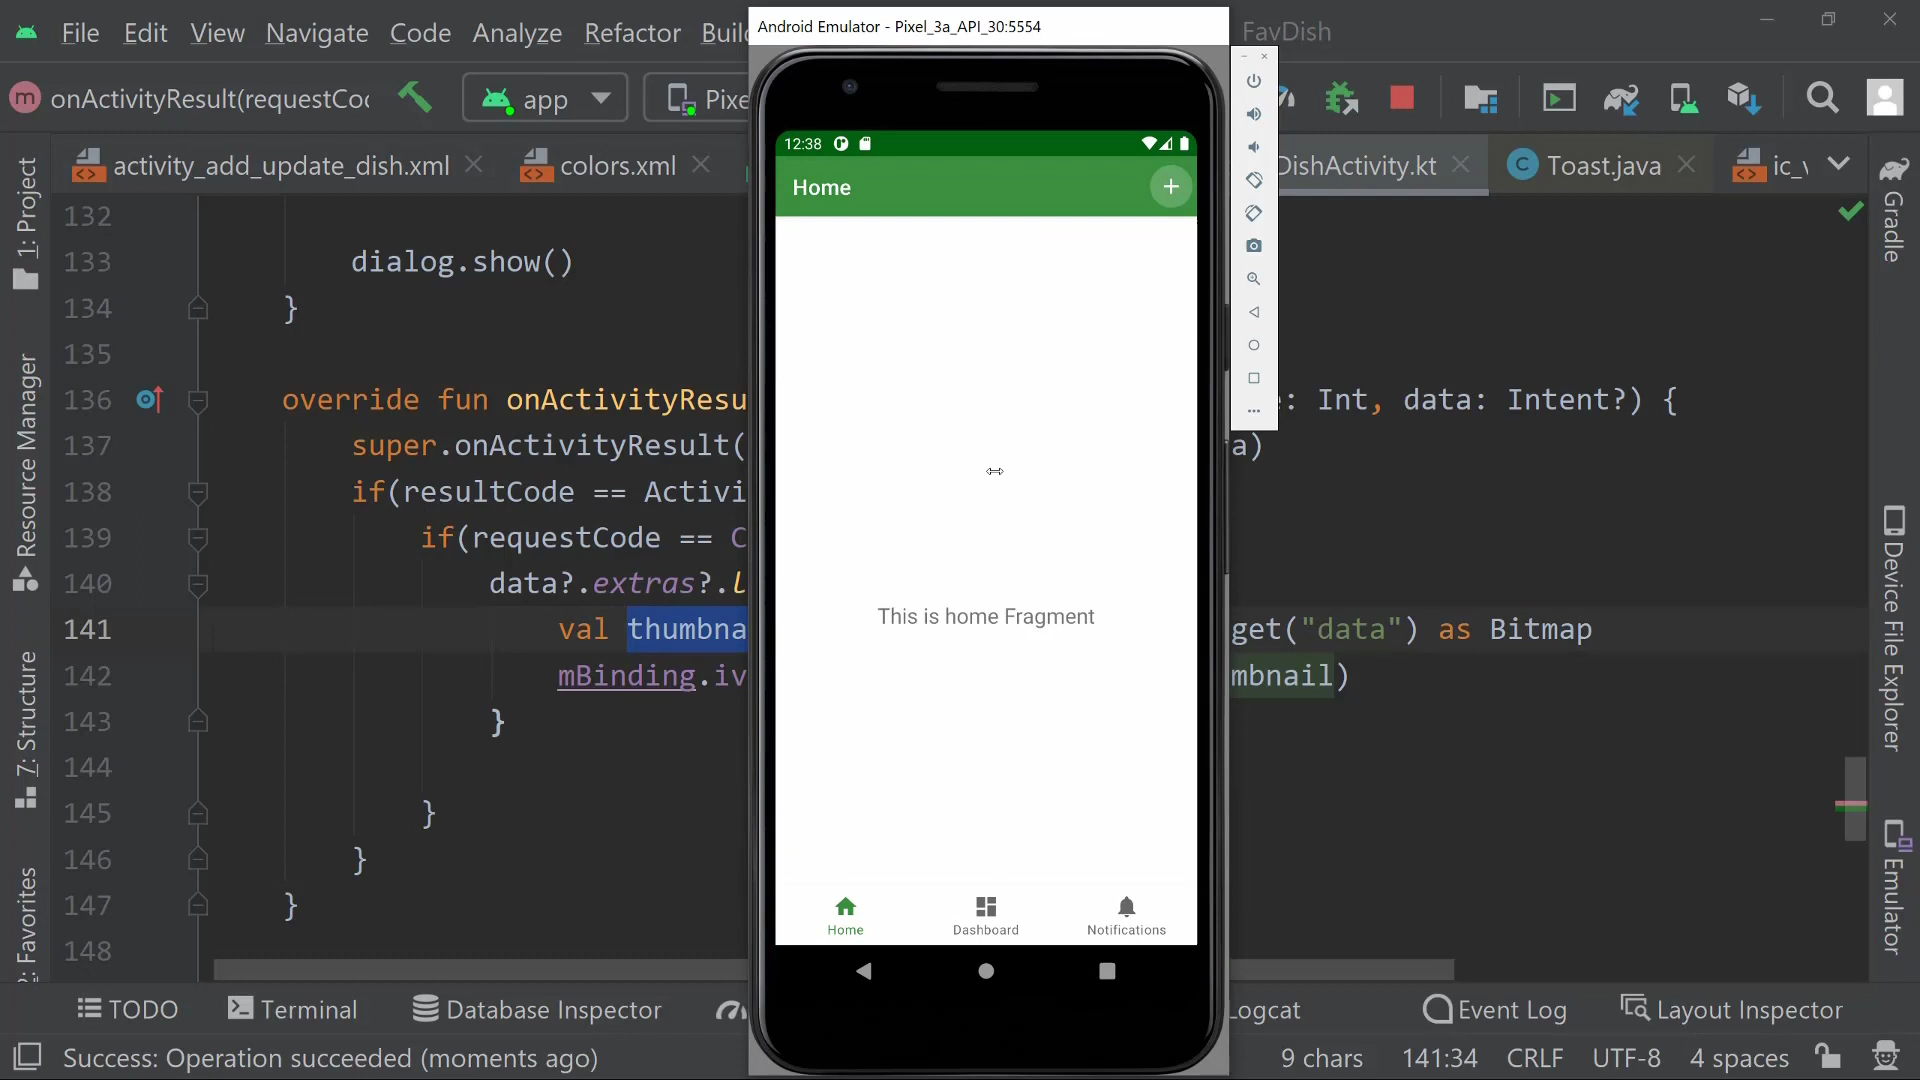 Android Emulator - Pixel_3a_API_30:5554
FavDish
File Edit View Navigate Code Analyze Refactor
onActivityResult(requestCo
app
activity_add_update_dish.xml
colors.xml
DishActivity.kt
Toast.java
12:38
Home
This is home Fragment
Home
Dashboard
Notifications
132
133 dialog.show()
134 }
135
136 override fun onActivityResu : Int, data: Intent?) {
137 super.onActivityResult( a)
138 if(resultCode == Activi
139 if(requestCode == C
140 data?.extras?.l
141 val thumbna get("data") as Bitmap
142 mBinding.iv mbnail)
143 }
144
145 }
146 }
147 }
148
1: Project
Resource Manager
7: Structure
2: Favorites
Gradle
Device File Explorer
Emulator
TODO
Terminal
Database Inspector
Logcat
Event Log
Layout Inspector
Success: Operation succeeded (moments ago)
9 chars 141:34 CRLF UTF-8 4 spaces